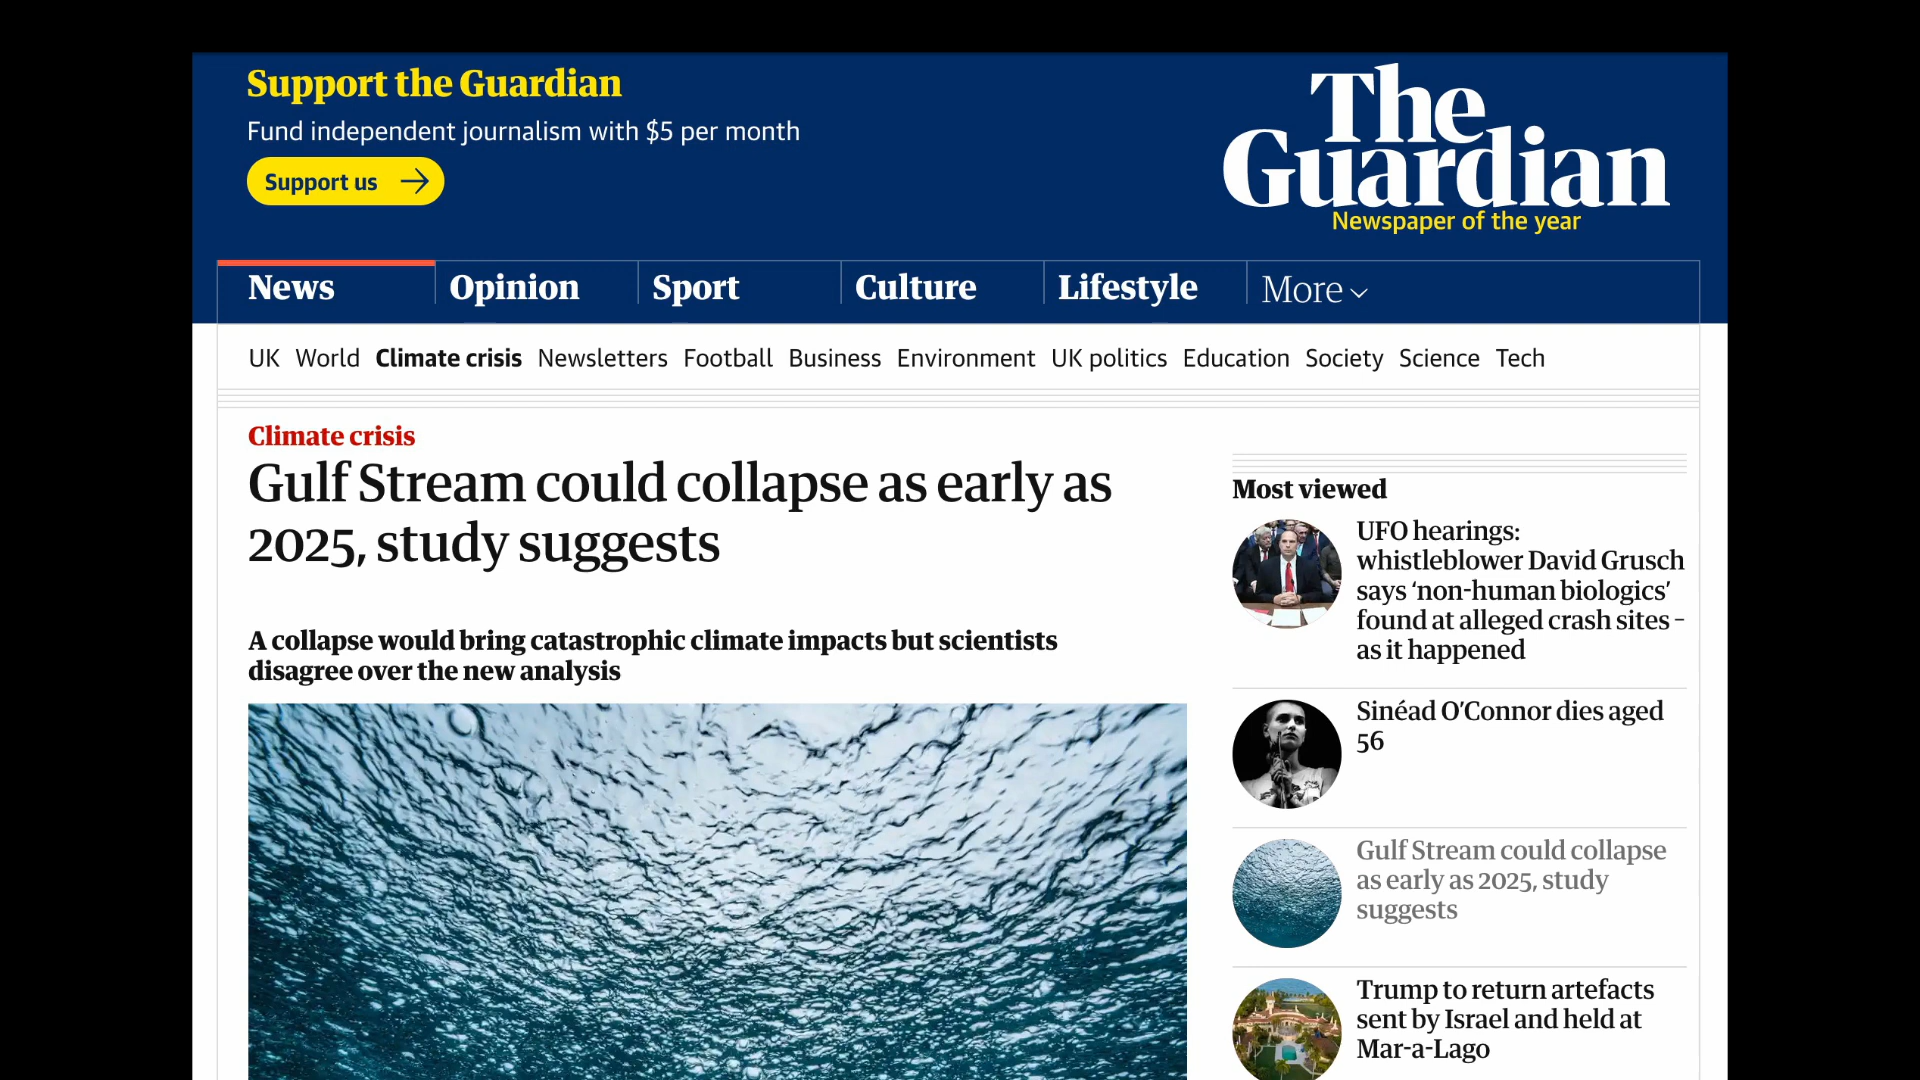 Support the Guardian
Fund independent journalism with $5 per month
Support us
The
Guardian
Newspaper of the year
News
Opinion
Sport
Culture
Lifestyle
More
UK World Climate crisis Newsletters Football Business Environment UK politics Education Society Science Tech
Climate crisis
Gulf Stream could collapse as early as
2025, study suggests
A collapse would bring catastrophic climate impacts but scientists
disagree over the new analysis
Most viewed
UFO hearings:
whistleblower David Grusch
says ‘non-human biologics’
found at alleged crash sites –
as it happened
Sinéad O’Connor dies aged
56
Gulf Stream could collapse
as early as 2025, study
suggests
Trump to return artefacts
sent by Israel and held at
Mar-a-Lago